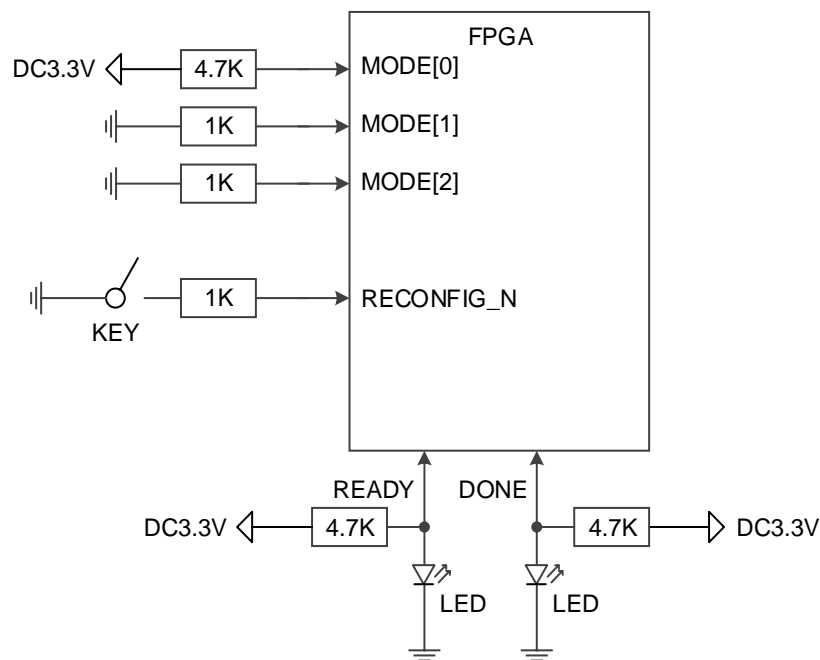 FPGA
DC3.3V 4.7K MODE[0]
1K MODE[1]
1K MODE[2]
1K RECONFIG_N
KEY
READY DONE
DC3.3V 4.7K 4.7K DC3.3V
LED LED